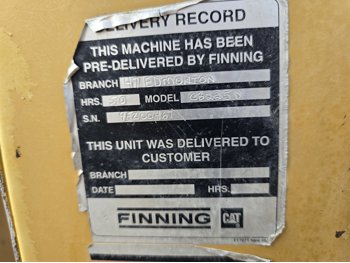 DELIVERY RECORD
THIS MACHINE HAS BEEN
PRE-DELIVERED BY FINNING
BRANCH EDMONTON
HRS. MODEL
S.N.
THIS UNIT WAS DELIVERED TO
CUSTOMER
BRANCH
DATE HRS.
FINNING CAT